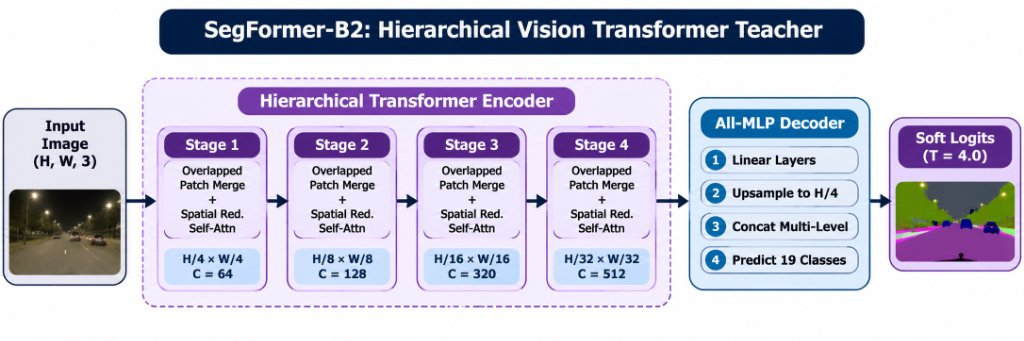 SegFormer-B2: Hierarchical Vision Transformer Teacher
Hierarchical Transformer Encoder
Input
Image
(H, W, 3)
Stage 1
Overlapped
Patch Merge
+
Spatial Red.
Self-Attn
H/4 × W/4
C = 64
Stage 2
Overlapped
Patch Merge
+
Spatial Red.
Self-Attn
H/8 × W/8
C = 128
Stage 3
Overlapped
Patch Merge
+
Spatial Red.
Self-Attn
H/16 × W/16
C = 320
Stage 4
Overlapped
Patch Merge
+
Spatial Red.
Self-Attn
H/32 × W/32
C = 512
All-MLP Decoder
1 Linear Layers
2 Upsample to H/4
3 Concat Multi-Level
4 Predict 19 Classes
Soft Logits
(T = 4.0)